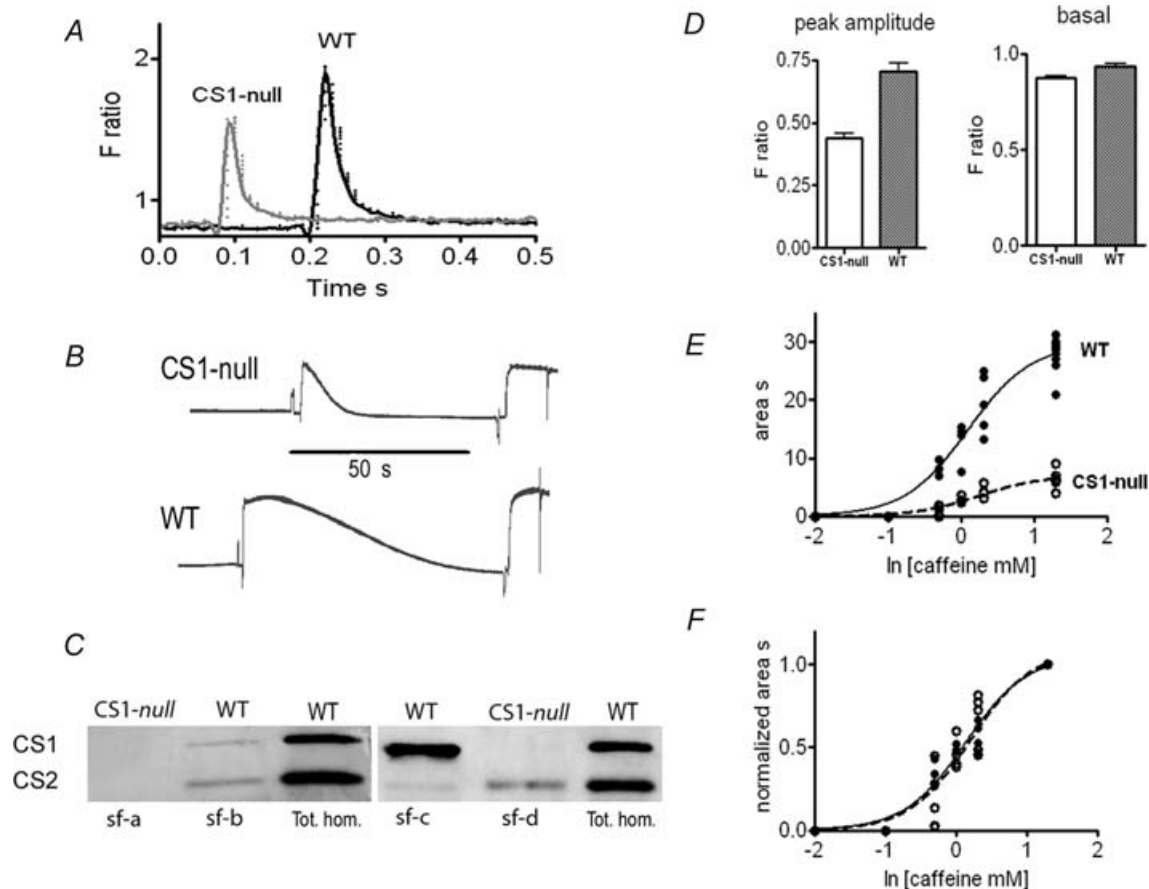 A
2
WT
CS1-null
F ratio
1
0.0 0.1 0.2 0.3 0.4 0.5
Time s
B
CS1-null
50 s
WT
C
CS1-null WT WT WT CS1-null WT
CS1
CS2
sf-a sf-b Tot. hom. sf-c sf-d Tot. hom.
D
peak amplitude
0.75
0.50
0.25
0.00
F ratio
CS1-null WT
basal
1.0
0.5
0.0
F ratio
CS1-null WT
E
30
20
10
0
area s
WT
CS1-null
-2 -1 0 1 2
ln [caffeine mM]
F
1.0
0.5
0.0
normalized area s
-2 -1 0 1 2
ln [caffeine mM]